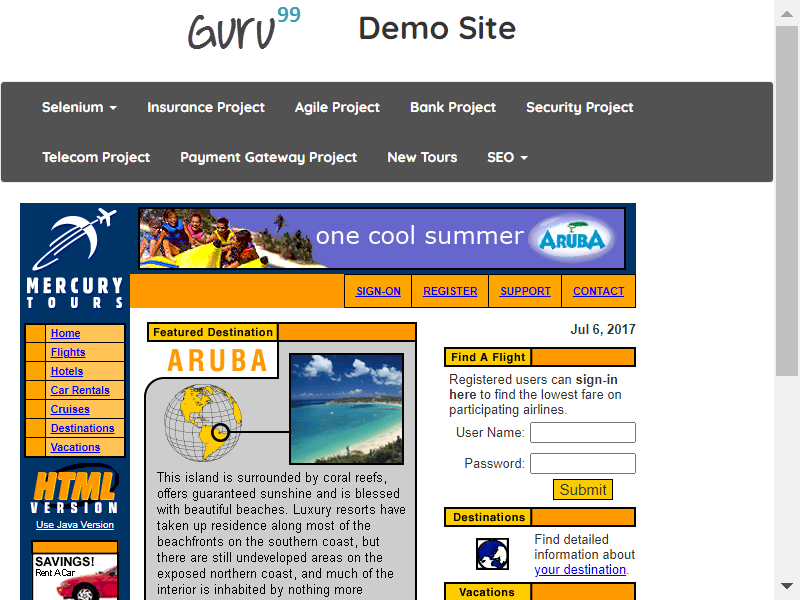 Guru99
Demo Site
Selenium
Insurance Project
Agile Project
Bank Project
Security Project
Telecom Project
Payment Gateway Project
New Tours
SEO
one cool summer
ARUBA
MERCURY
TOURS
SIGN-ON
REGISTER
SUPPORT
CONTACT
Home
Flights
Hotels
Car Rentals
Cruises
Destinations
Vacations
HTML
VERSION
Use Java Version
SAVINGS!
Rent A Car
Featured Destination
ARUBA
This island is surrounded by coral reefs,
offers guaranteed sunshine and is blessed
with beautiful beaches. Luxury resorts have
taken up residence along most of the
beachfronts on the southern coast, but
there are still undeveloped areas on the
exposed northern coast, and much of the
interior is inhabited by nothing more
Jul 6, 2017
Find A Flight
Registered users can sign-in
here to find the lowest fare on
participating airlines.
User Name:
Password:
Submit
Destinations
Find detailed
information about
your destination.
Vacations